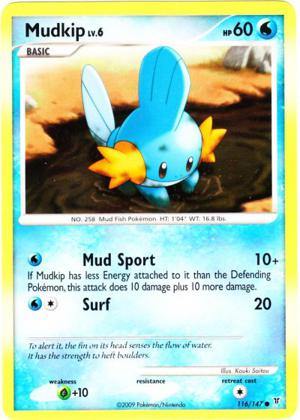 Mudkip LV.6
HP 60
BASIC
NO. 258 Mud Fish Pokémon. HT: 1'04" WT: 16.8 lbs.
Mud Sport 10+
If Mudkip has less Energy attached to it than the Defending
Pokémon, this attack does 10 damage plus 10 more damage.
Surf 20
Illus. Kouki Saitou
To alert it, the fin on its head senses the flow of water.
It has the strength to heft boulders.
weakness resistance retreat cost
+10
©2009 Pokémon/Nintendo 116/147